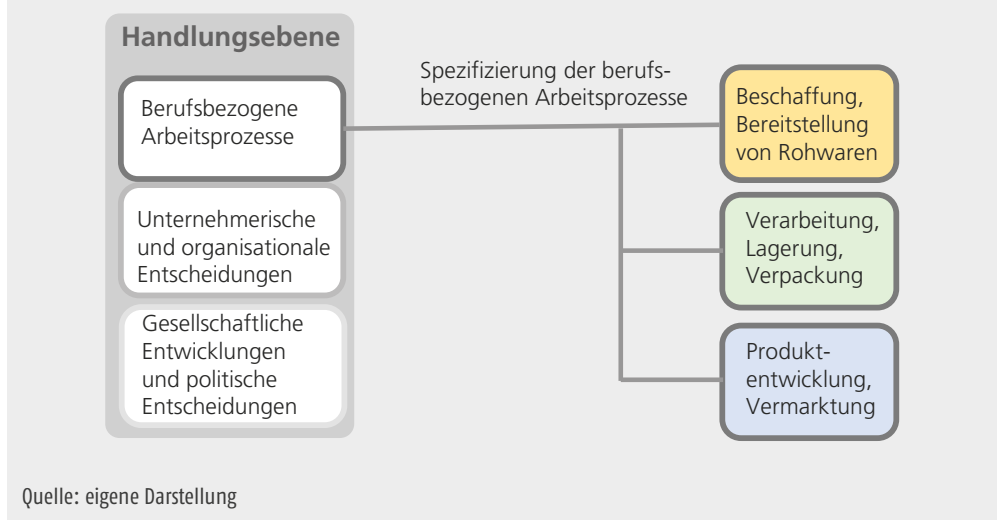 Handlungsebene
Berufsbezogene
Arbeitsprozesse
Unternehmerische
und organisationale
Entscheidungen
Gesellschaftliche
Entwicklungen
und politische
Entscheidungen
Spezifizierung der berufs-
bezogenen Arbeitsprozesse
Beschaffung,
Bereitstellung
von Rohwaren
Verarbeitung,
Lagerung,
Verpackung
Produkt-
entwicklung,
Vermarktung
Quelle: eigene Darstellung